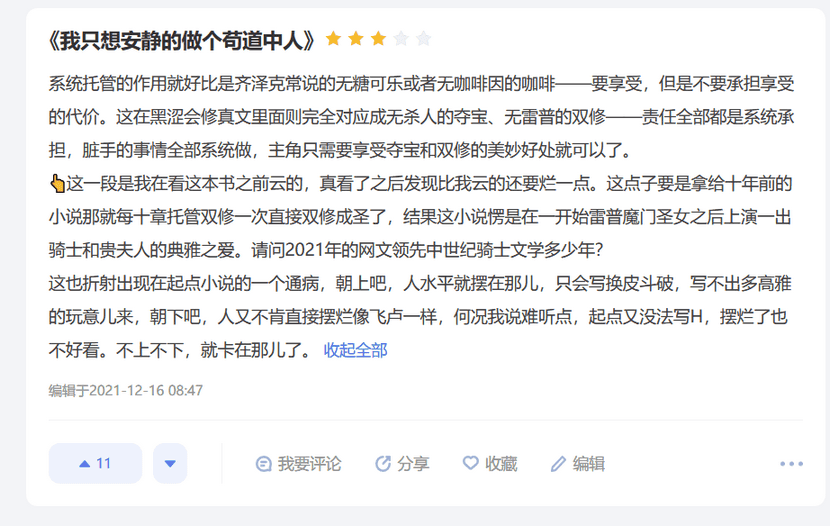 《我只想安静的做个苟道中人》
系统托管的作用就好比是齐泽克常说的无糖可乐或者无咖啡因的咖啡——要享受，但是不要承担享受
的代价。这在黑涩会修真文里面则完全对应成无杀人的夺宝、无雷普的双修——责任全部都是系统承
担，脏手的事情全部系统做，主角只需要享受夺宝和双修的美妙好处就可以了。
👆这一段是我在看这本书之前云的，真看了之后发现比我云的还要烂一点。这点子要是拿给十年前的
小说那就每十章托管双修一次直接双修成圣了，结果这小说愣是在一开始雷普魔门圣女之后上演一出
骑士和贵夫人的典雅之爱。请问2021年的网文领先中世纪骑士文学多少年？
这也折射出现在起点小说的一个通病，朝上吧，人水平就摆在那儿，只会写换皮斗破，写不出多高雅
的玩意儿来，朝下吧，人又不肯直接摆烂像飞卢一样，何况我说难听点，起点又没法写H，摆烂了也
不好看。不上不下，就卡在那儿了。 收起全部
编辑于2021-12-16 08:47
11 我要评论 分享 收藏 编辑